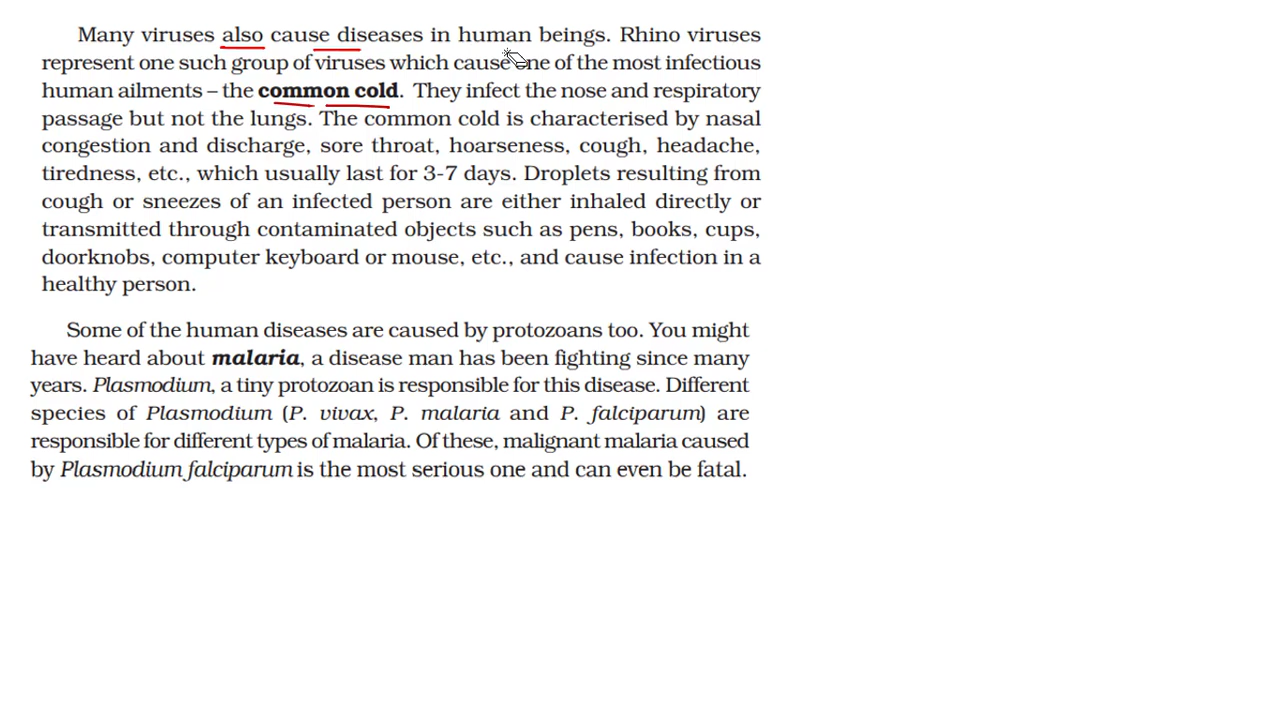 Many viruses also cause diseases in human beings. Rhino viruses
represent one such group of viruses which cause one of the most infectious
human ailments – the common cold. They infect the nose and respiratory
passage but not the lungs. The common cold is characterised by nasal
congestion and discharge, sore throat, hoarseness, cough, headache,
tiredness, etc., which usually last for 3-7 days. Droplets resulting from
cough or sneezes of an infected person are either inhaled directly or
transmitted through contaminated objects such as pens, books, cups,
doorknobs, computer keyboard or mouse, etc., and cause infection in a
healthy person.
Some of the human diseases are caused by protozoans too. You might
have heard about malaria, a disease man has been fighting since many
years. Plasmodium, a tiny protozoan is responsible for this disease. Different
species of Plasmodium (P. vivax, P. malaria and P. falciparum) are
responsible for different types of malaria. Of these, malignant malaria caused
by Plasmodium falciparum is the most serious one and can even be fatal.